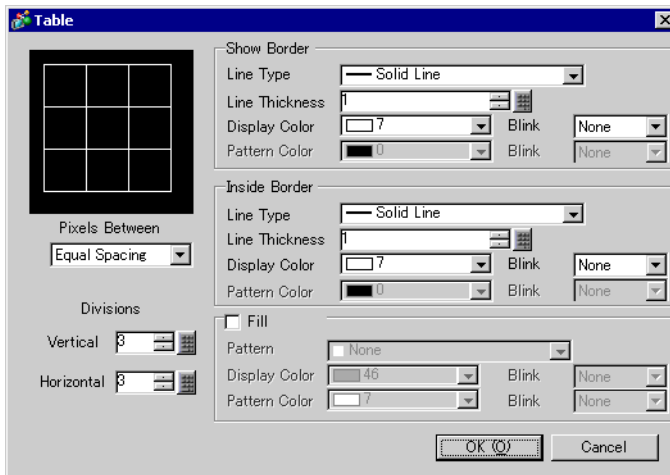 Table
Show Border
Line Type Solid Line
Line Thickness 1
Display Color 7 Blink None
Pattern Color 0 Blink None
Pixels Between
Equal Spacing
Inside Border
Line Type Solid Line
Line Thickness 1
Display Color 7 Blink None
Pattern Color 0 Blink None
Divisions
Vertical 3
Horizontal 3
Fill
Pattern None
Display Color 46 Blink None
Pattern Color 7 Blink None
OK (O) Cancel